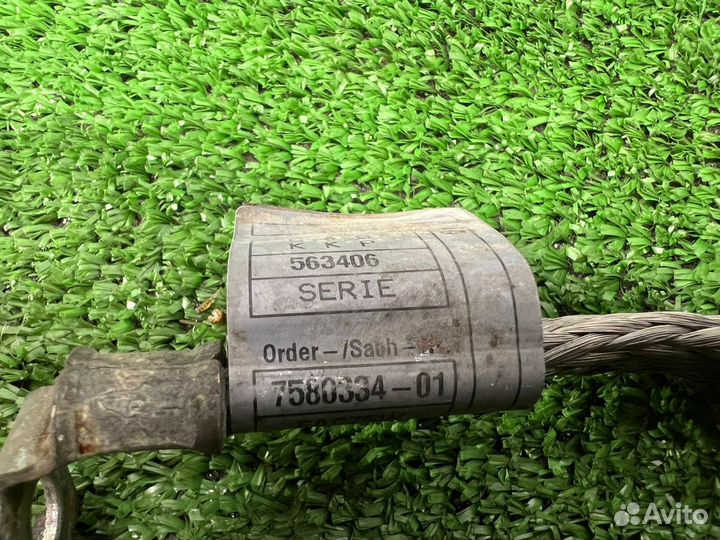 K K P
563406
SERIE
Order-/Sach-
7580334-01
Avito